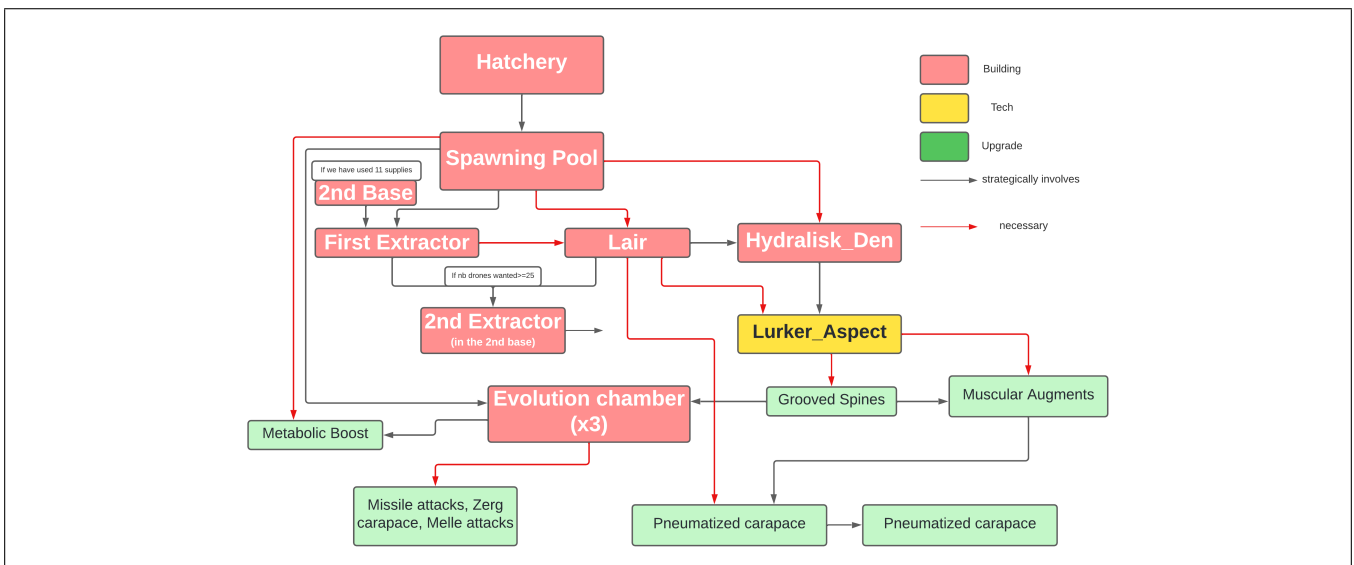 Hatchery
Building
Tech
Spawning Pool
Upgrade
If we have used 11 supplies
strategically involves
2nd Base
necessary
First Extractor
Lair
Hydralisk_Den
If nb drones wanted>=25
2nd Extractor
(in the 2nd base)
Lurker_Aspect
Evolution chamber
(x3)
Grooved Spines
Muscular Augments
Metabolic Boost
Missile attacks, Zerg
carapace, Melle attacks
Pneumatized carapace
Pneumatized carapace